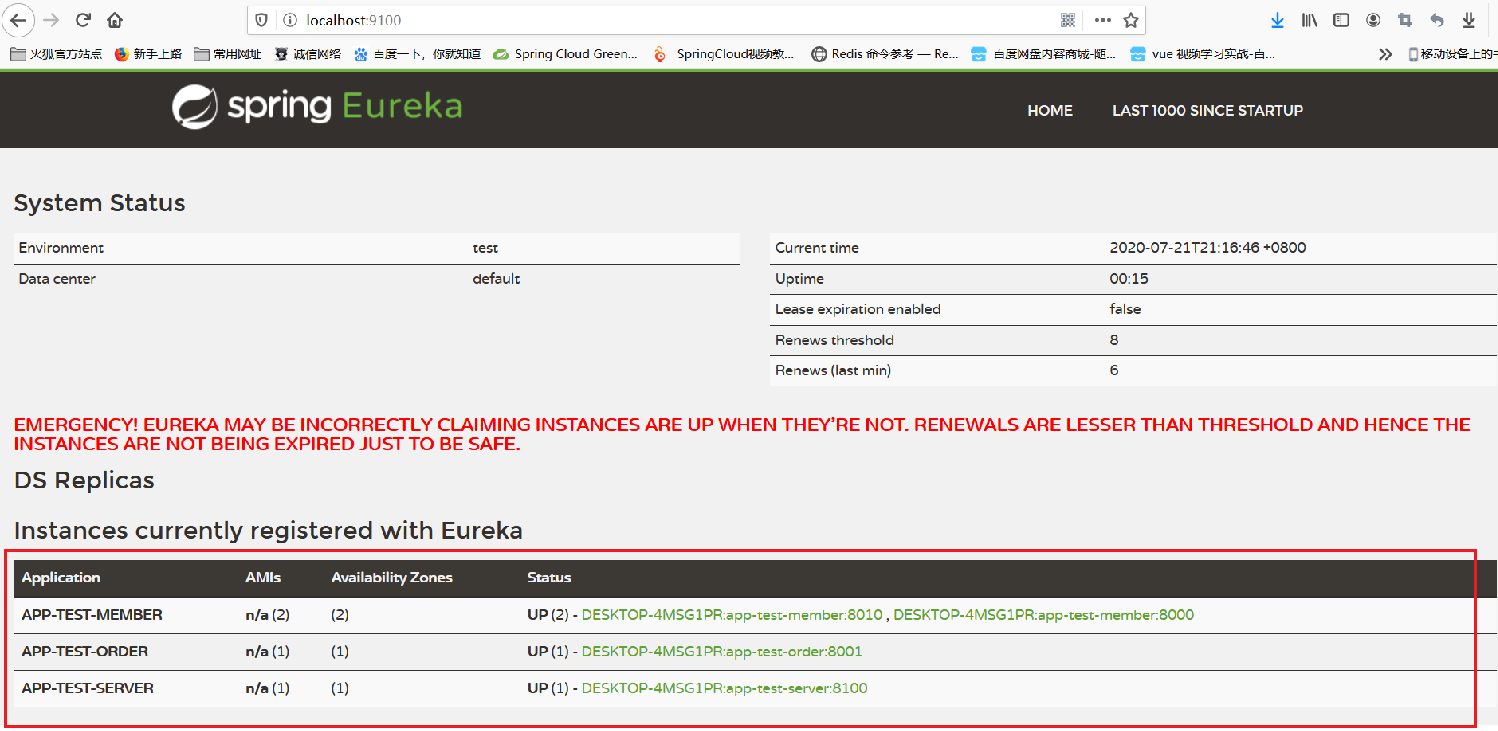 localhost:9100
火狐官方站点 新手上路 常用网址 诚信网络 百度一下，你就知道 Spring Cloud Green... SpringCloud视频教... Redis 命令参考 — Re... 百度网盘内容商城-随... vue 视频学习实战-百... 移动设备上的
spring Eureka
HOME LAST 1000 SINCE STARTUP
System Status
Environment test Current time 2020-07-21T21:16:46 +0800
Data center default Uptime 00:15
Lease expiration enabled false
Renews threshold 8
Renews (last min) 6
EMERGENCY! EUREKA MAY BE INCORRECTLY CLAIMING INSTANCES ARE UP WHEN THEY'RE NOT. RENEWALS ARE LESSER THAN THRESHOLD AND HENCE THE
INSTANCES ARE NOT BEING EXPIRED JUST TO BE SAFE.
DS Replicas
Instances currently registered with Eureka
Application AMIs Availability Zones Status
APP-TEST-MEMBER n/a (2) (2) UP (2) - DESKTOP-4MSG1PR:app-test-member:8010 , DESKTOP-4MSG1PR:app-test-member:8000
APP-TEST-ORDER n/a (1) (1) UP (1) - DESKTOP-4MSG1PR:app-test-order:8001
APP-TEST-SERVER n/a (1) (1) UP (1) - DESKTOP-4MSG1PR:app-test-server:8100